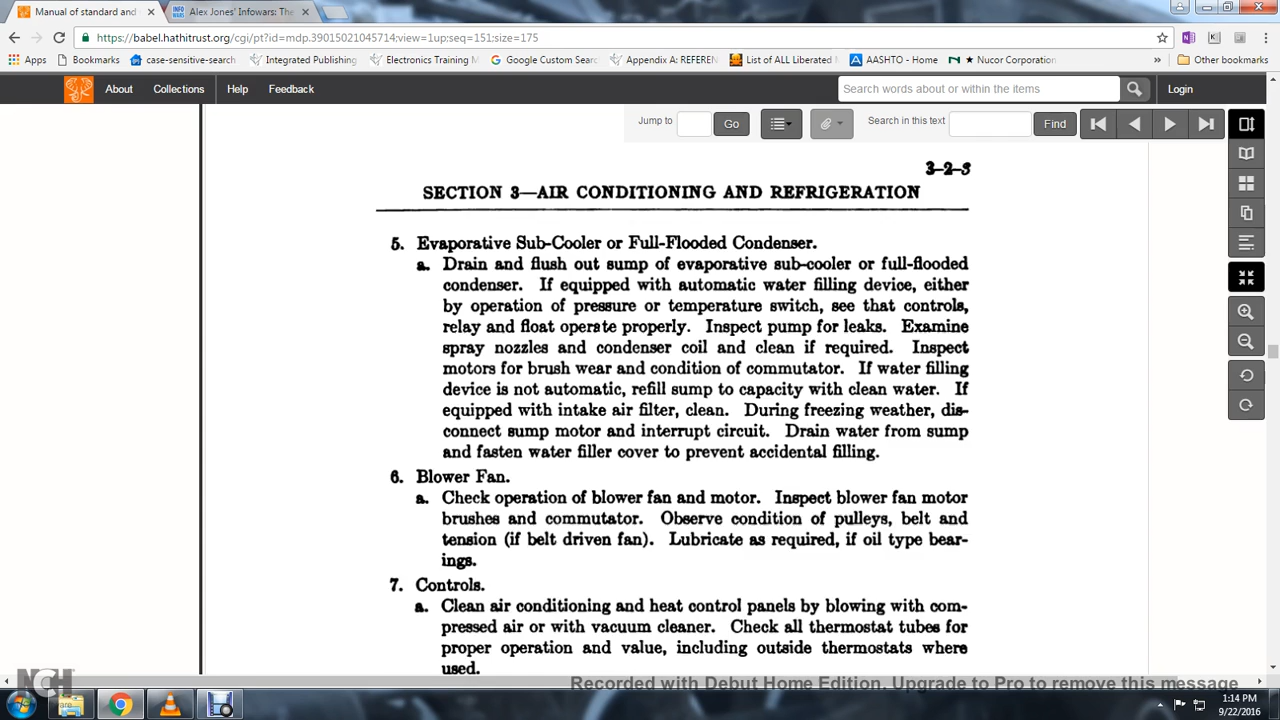 Manual of standard and
Alex Jones' Infowars: The
https://babel.hathitrust.org/cgi/pt?id=mdp.39015021045714;view=1up;seq=151;size=175
Apps
Bookmarks
case-sensitive-search
Integrated Publishing
Electronics Training M
Google Custom Sear
Appendix A: REFEREN
List of ALL Liberated
AASHTO - Home
Nucor Corporation
»
Other bookmarks
About
Collections
Help
Feedback
Search words about or within the items
Login
Jump to
Go
Search in this text
Find
3-2-3
SECTION 3—AIR CONDITIONING AND REFRIGERATION
5. Evaporative Sub-Cooler or Full-Flooded Condenser.
a. Drain and flush out sump of evaporative sub-cooler or full-flooded
condenser. If equipped with automatic water filling device, either
by operation of pressure or temperature switch, see that controls,
relay and float operate properly. Inspect pump for leaks. Examine
spray nozzles and condenser coil and clean if required. Inspect
motors for brush wear and condition of commutator. If water filling
device is not automatic, refill sump to capacity with clean water. If
equipped with intake air filter, clean. During freezing weather, dis-
connect sump motor and interrupt circuit. Drain water from sump
and fasten water filler cover to prevent accidental filling.
6. Blower Fan.
a. Check operation of blower fan and motor. Inspect blower fan motor
brushes and commutator. Observe condition of pulleys, belt and
tension (if belt driven fan). Lubricate as required, if oil type bear-
ings.
7. Controls.
a. Clean air conditioning and heat control panels by blowing with com-
pressed air or with vacuum cleaner. Check all thermostat tubes for
proper operation and value, including outside thermostats where
used.
NCH
Recorded with Debut Home Edition. Upgrade to Pro to remove this message
1:14 PM
9/22/2016